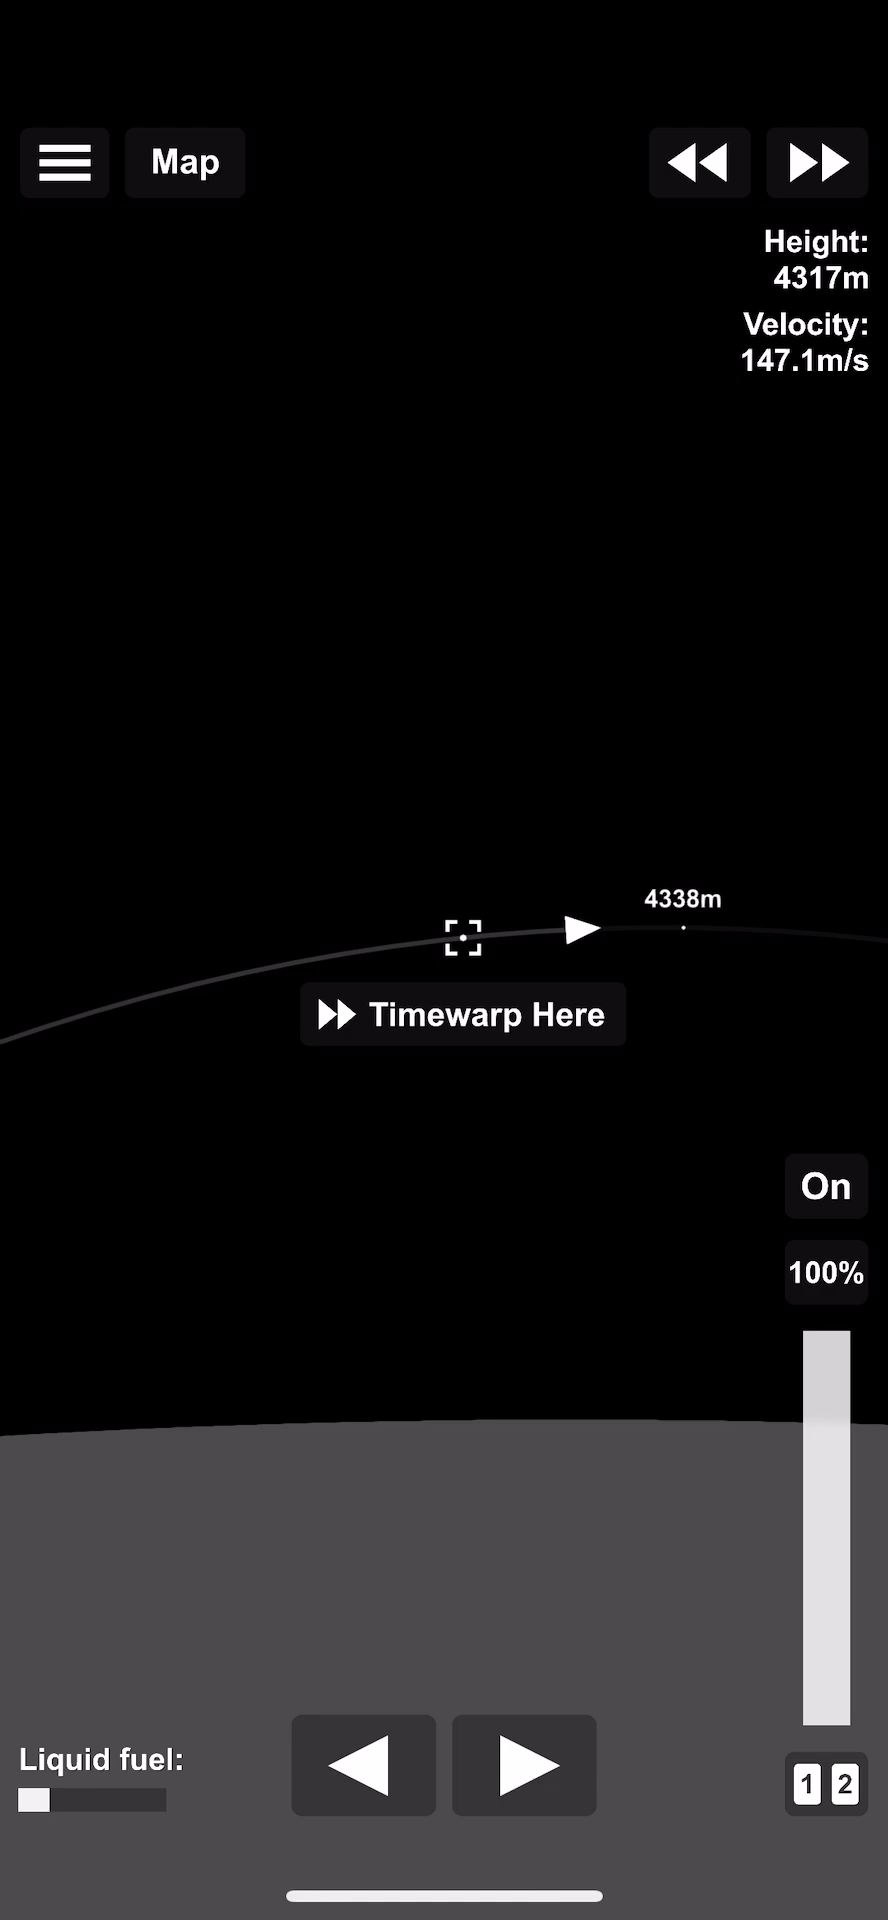 Map
Height:
4317m
Velocity:
147.1m/s
4338m
Timewarp Here
On
100%
Liquid fuel:
1 2